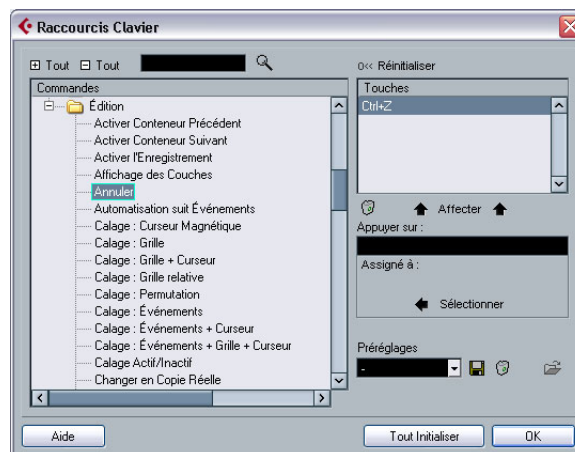 Raccourcis Clavier
Tout Tout
Commandes
Édition
Activer Conteneur Précédent
Activer Conteneur Suivant
Activer l'Enregistrement
Affichage des Couches
Annuler
Automatisation suit Événements
Calage : Curseur Magnétique
Calage : Grille
Calage : Grille + Curseur
Calage : Grille relative
Calage : Permutation
Calage : Événements
Calage : Événements + Curseur
Calage : Événements + Grille + Curseur
Calage Actif/Inactif
Changer en Copie Réelle
0<< Réinitialiser
Touches
Ctrl+Z
Affecter
Appuyer sur :
Assigné à :
Sélectionner
Préréglages
-
Aide
Tout Initialiser
OK